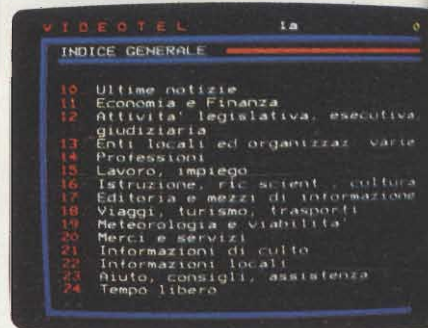 VIDEOTEL 1a 0
INDICE GENERALE
10 Ultime notizie
11 Economia e Finanza
12 Attivita' legislativa, esecutiva,
giudiziaria
13 Enti locali ed organizzaz. varie
14 Professioni
15 Lavoro, impiego
16 Istruzione, ric scient., cultura
17 Editoria e mezzi di informazione
18 Viaggi, turismo, trasporti
19 Meteorologia e viabilita'
20 Merci e servizi
21 Informazioni di culto
22 Informazioni locali
23 Aiuto, consigli, assistenza
24 Tempo libero